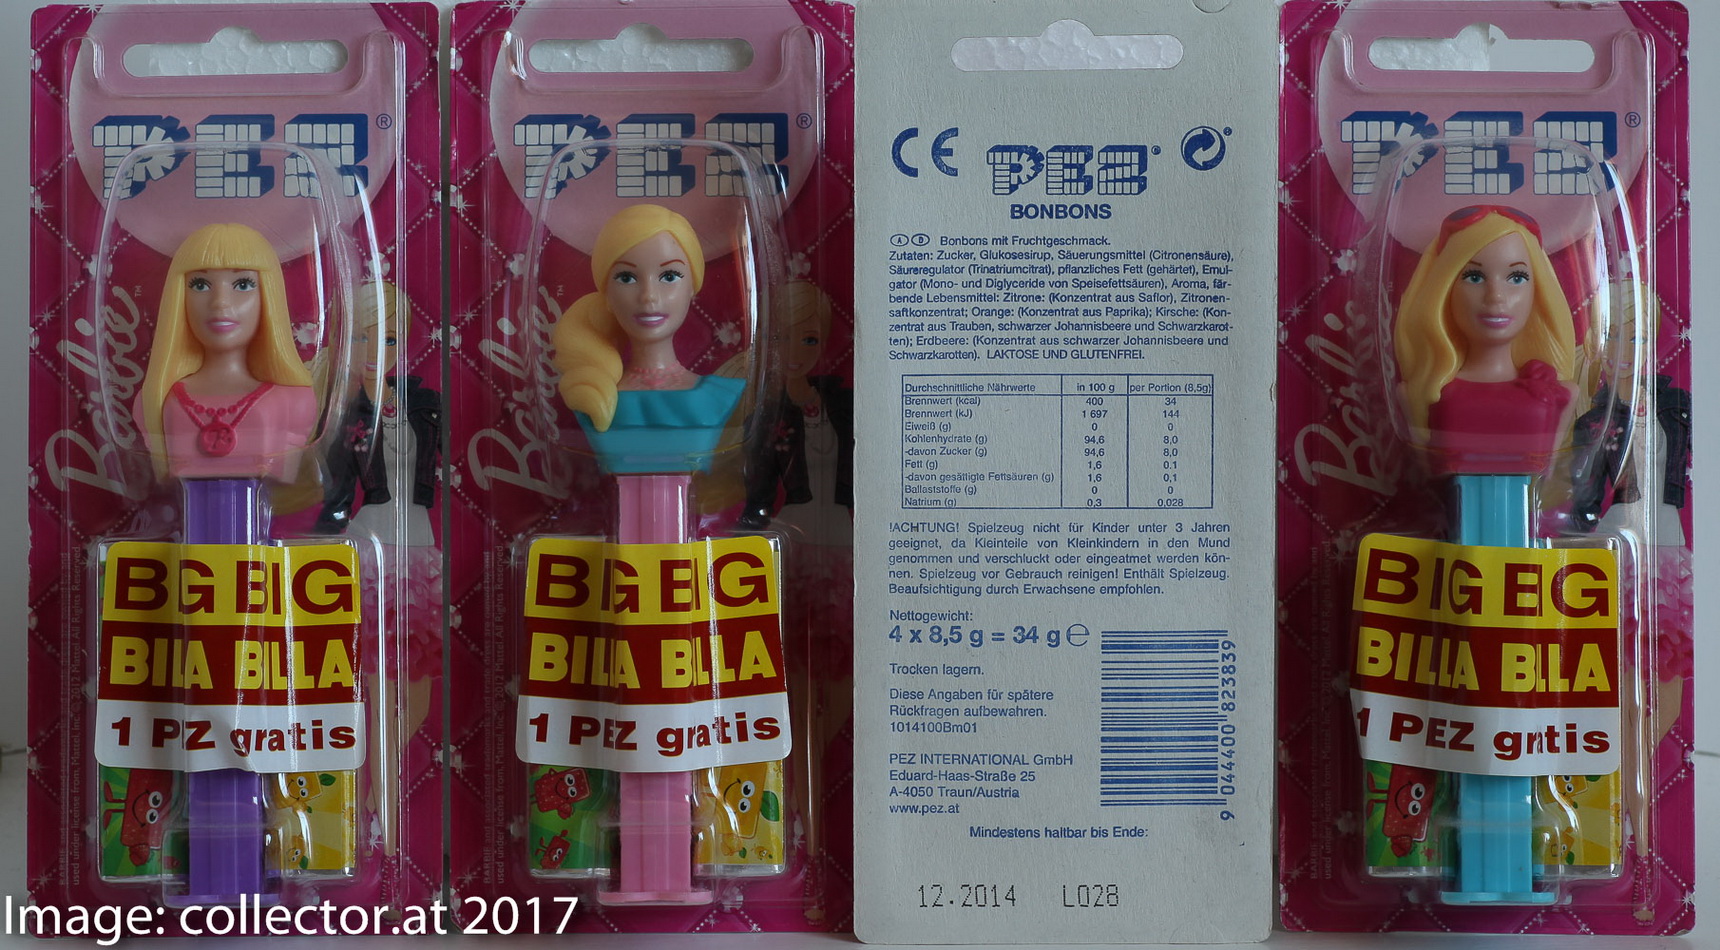 PEZ®
Barbie™
BIG BIG
BILLA BILLA
1 PEZ gratis
PEZ®
Barbie™
BIG BIG
BILLA BILLA
1 PEZ gratis
CE PEZ®
BONBONS
Ⓐ Ⓓ Bonbons mit Fruchtgeschmack.
Zutaten: Zucker, Glukosesirup, Säuerungsmittel (Citronensäure),
Säureregulator (Trinatriumcitrat), pflanzliches Fett (gehärtet), Emul-
gator (Mono- und Diglyceride von Speisefettsäuren), Aroma, fär-
bende Lebensmittel: Zitrone: (Konzentrat aus Saflor), Zitronen-
saftkonzentrat; Orange: (Konzentrat aus Paprika); Kirsche: (Kon-
zentrat aus Trauben, schwarzer Johannisbeere und Schwarzkarot-
ten); Erdbeere: (Konzentrat aus schwarzer Johannisbeere und
Schwarzkarotten). LAKTOSE UND GLUTENFREI.
Durchschnittliche Nährwerte in 100 g per Portion (8,5g)
Brennwert (kcal) 400 34
Brennwert (kJ) 1 697 144
Eiweiß (g) 0 0
Kohlenhydrate (g) 94,6 8,0
-davon Zucker (g) 94,6 8,0
Fett (g) 1,6 0,1
-davon gesättigte Fettsäuren (g) 1,6 0,1
Ballaststoffe (g) 0 0
Natrium (g) 0,3 0,028
!ACHTUNG! Spielzeug nicht für Kinder unter 3 Jahren
geeignet, da Kleinteile von Kleinkindern in den Mund
genommen und verschluckt oder eingeatmet werden kön-
nen. Spielzeug vor Gebrauch reinigen! Enthält Spielzeug.
Beaufsichtigung durch Erwachsene empfohlen.
Nettogewicht:
4 x 8,5 g = 34 g ℮
Trocken lagern.
Diese Angaben für spätere
Rückfragen aufbewahren.
1014100Bm01
PEZ INTERNATIONAL GmbH
Eduard-Haas-Straße 25
A-4050 Traun/Austria
www.pez.at
9 044400 823839
Mindestens haltbar bis Ende:
12.2014 L028
PEZ®
Barbie
BIG BIG
BILLA BILLA
1 PEZ gratis
Image: collector.at 2017